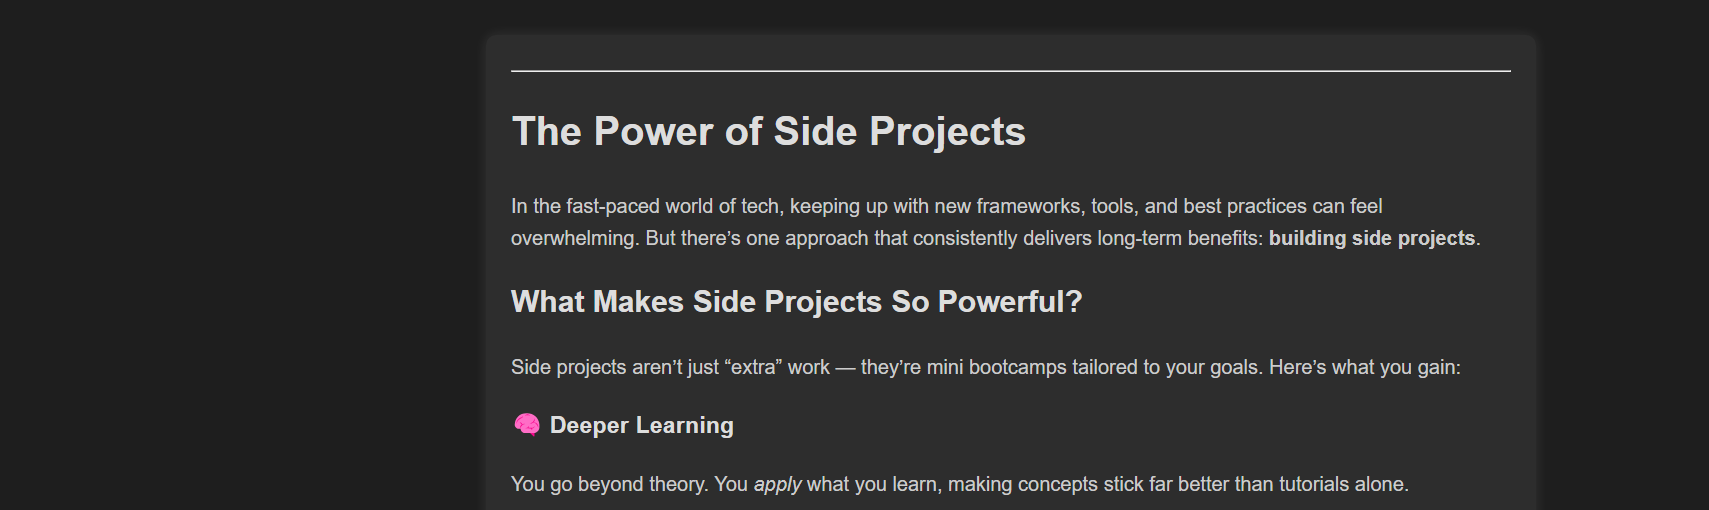 The Power of Side Projects
In the fast-paced world of tech, keeping up with new frameworks, tools, and best practices can feel
overwhelming. But there’s one approach that consistently delivers long-term benefits: building side projects.
What Makes Side Projects So Powerful?
Side projects aren’t just “extra” work — they’re mini bootcamps tailored to your goals. Here’s what you gain:
🧠 Deeper Learning
You go beyond theory. You apply what you learn, making concepts stick far better than tutorials alone.